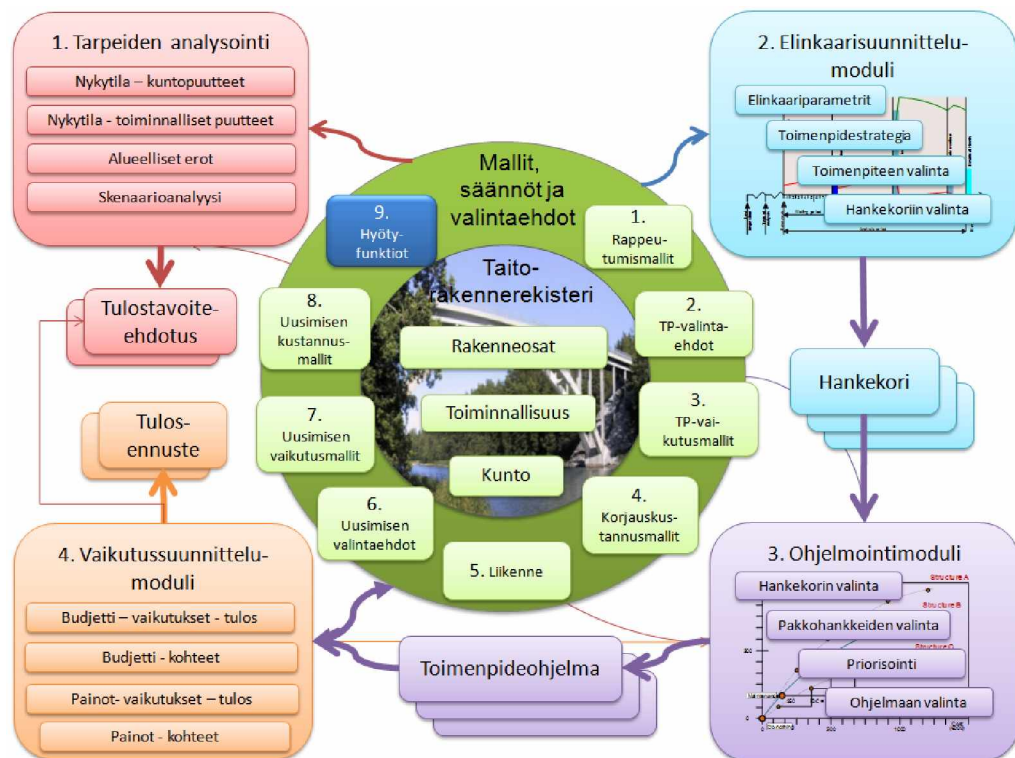 1. Tarpeiden analysointi
Nykytila – kuntopuutteet
Nykytila - toiminnalliset puutteet
Alueelliset erot
Skenaarioanalyysi
2. Elinkaarisuunnittelu-
moduli
Elinkaariparametrit
Toimenpidestrategia
Toimenpiteen valinta
Hankekoriin valinta
Mallit,
säännöt ja
valintaehdot
9.
Hyöty-
funktiot
1.
Rappeu-
tumismallit
Taito-
rakennerekisteri
8.
Uusimisen
kustannus-
mallit
2.
TP-valinta-
ehdot
Rakenneosat
Toiminnallisuus
Kunto
7.
Uusimisen
vaikutusmallit
3.
TP-vai-
kutusmallit
6.
Uusimisen
valintaehdot
4.
Korjauskus-
tannusmallit
5. Liikenne
Tulostavoite-
ehdotus
Tulos-
ennuste
Hankekori
4. Vaikutussuunnittelu-
moduli
Budjetti – vaikutukset - tulos
Budjetti - kohteet
Painot- vaikutukset – tulos
Painot - kohteet
Toimenpideohjelma
3. Ohjelmointimoduli
Hankekorin valinta
Structure A
Structure B
Pakkohankkeiden valinta
Priorisointi
Ohjelmaan valinta